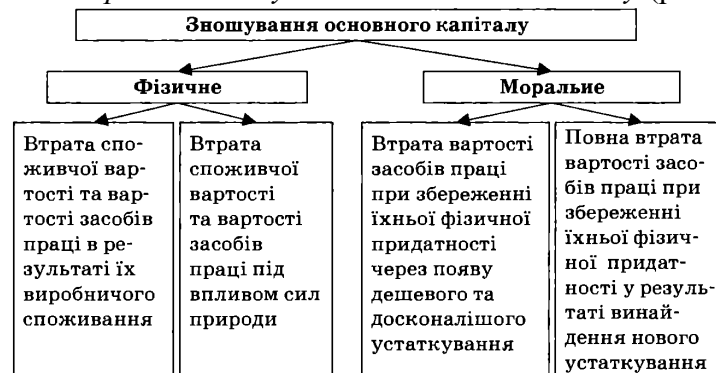 Зношування основного капіталу
Фізичне
Моральие
Втрата спо-
живчої вар-
тості та вар-
тості засобів
праці в ре-
зультаті їх
виробничого
споживання
Втрата
споживчої
вартості
та вартості
засобів
праці під
впливом сил
природи
Втрата вартості
засобів праці
при збереженні
їхньої фізичної
придатності
через появу
дешевого та
досконалішого
устаткування
Повна втрата
вартості засо-
бів праці при
збереженні
їхньої фізич-
ної придат-
ності у резуль-
таті винай-
дення нового
устаткування